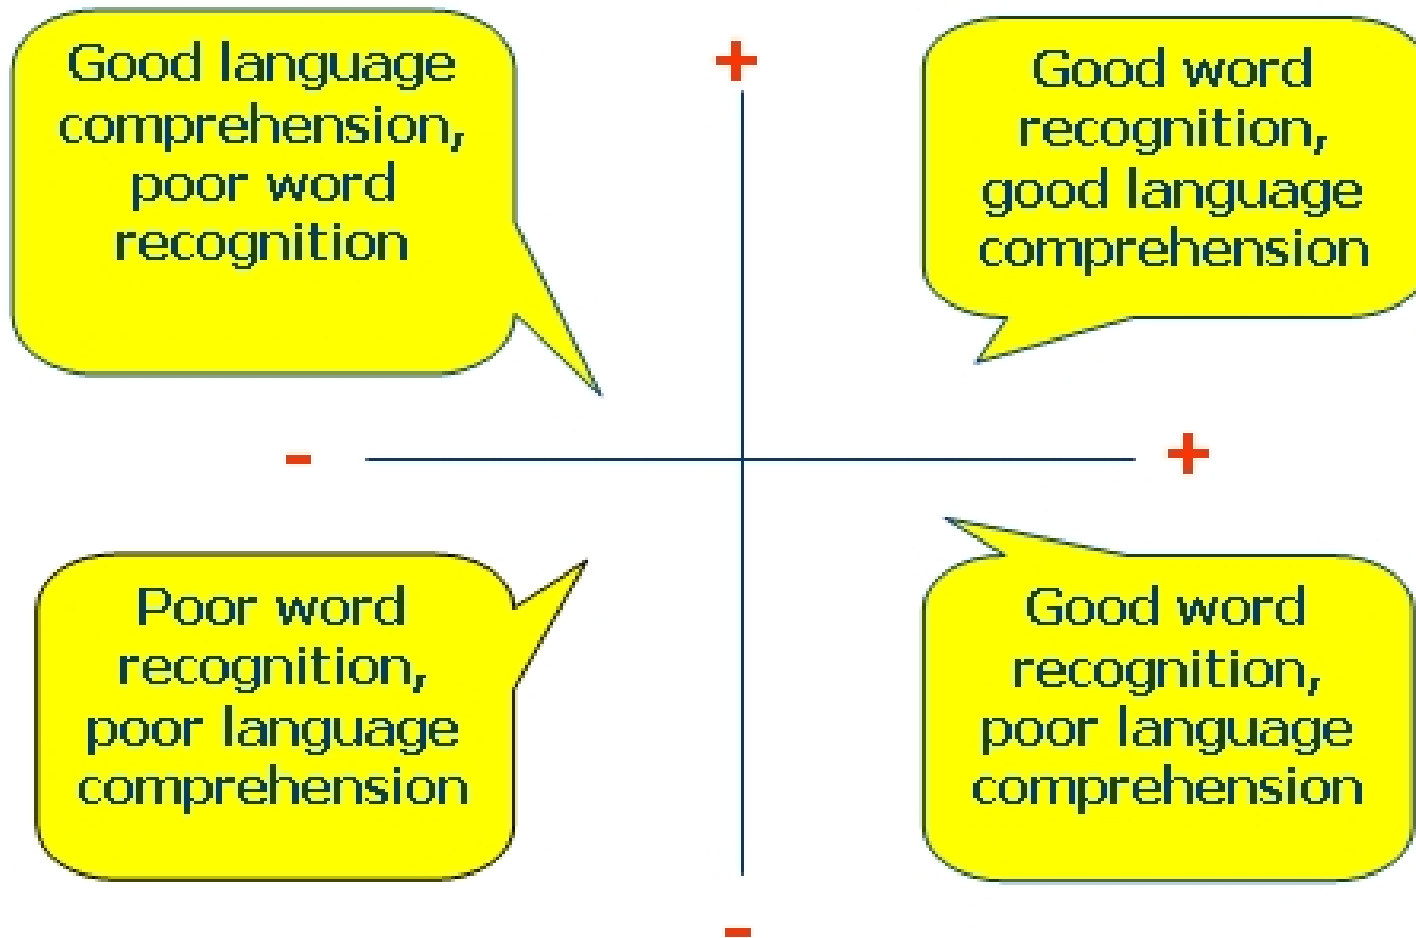 Good language
comprehension,
poor word
recognition
+
Good word
recognition,
good language
comprehension
-
+
Poor word
recognition,
poor language
comprehension
Good word
recognition,
poor language
comprehension
-